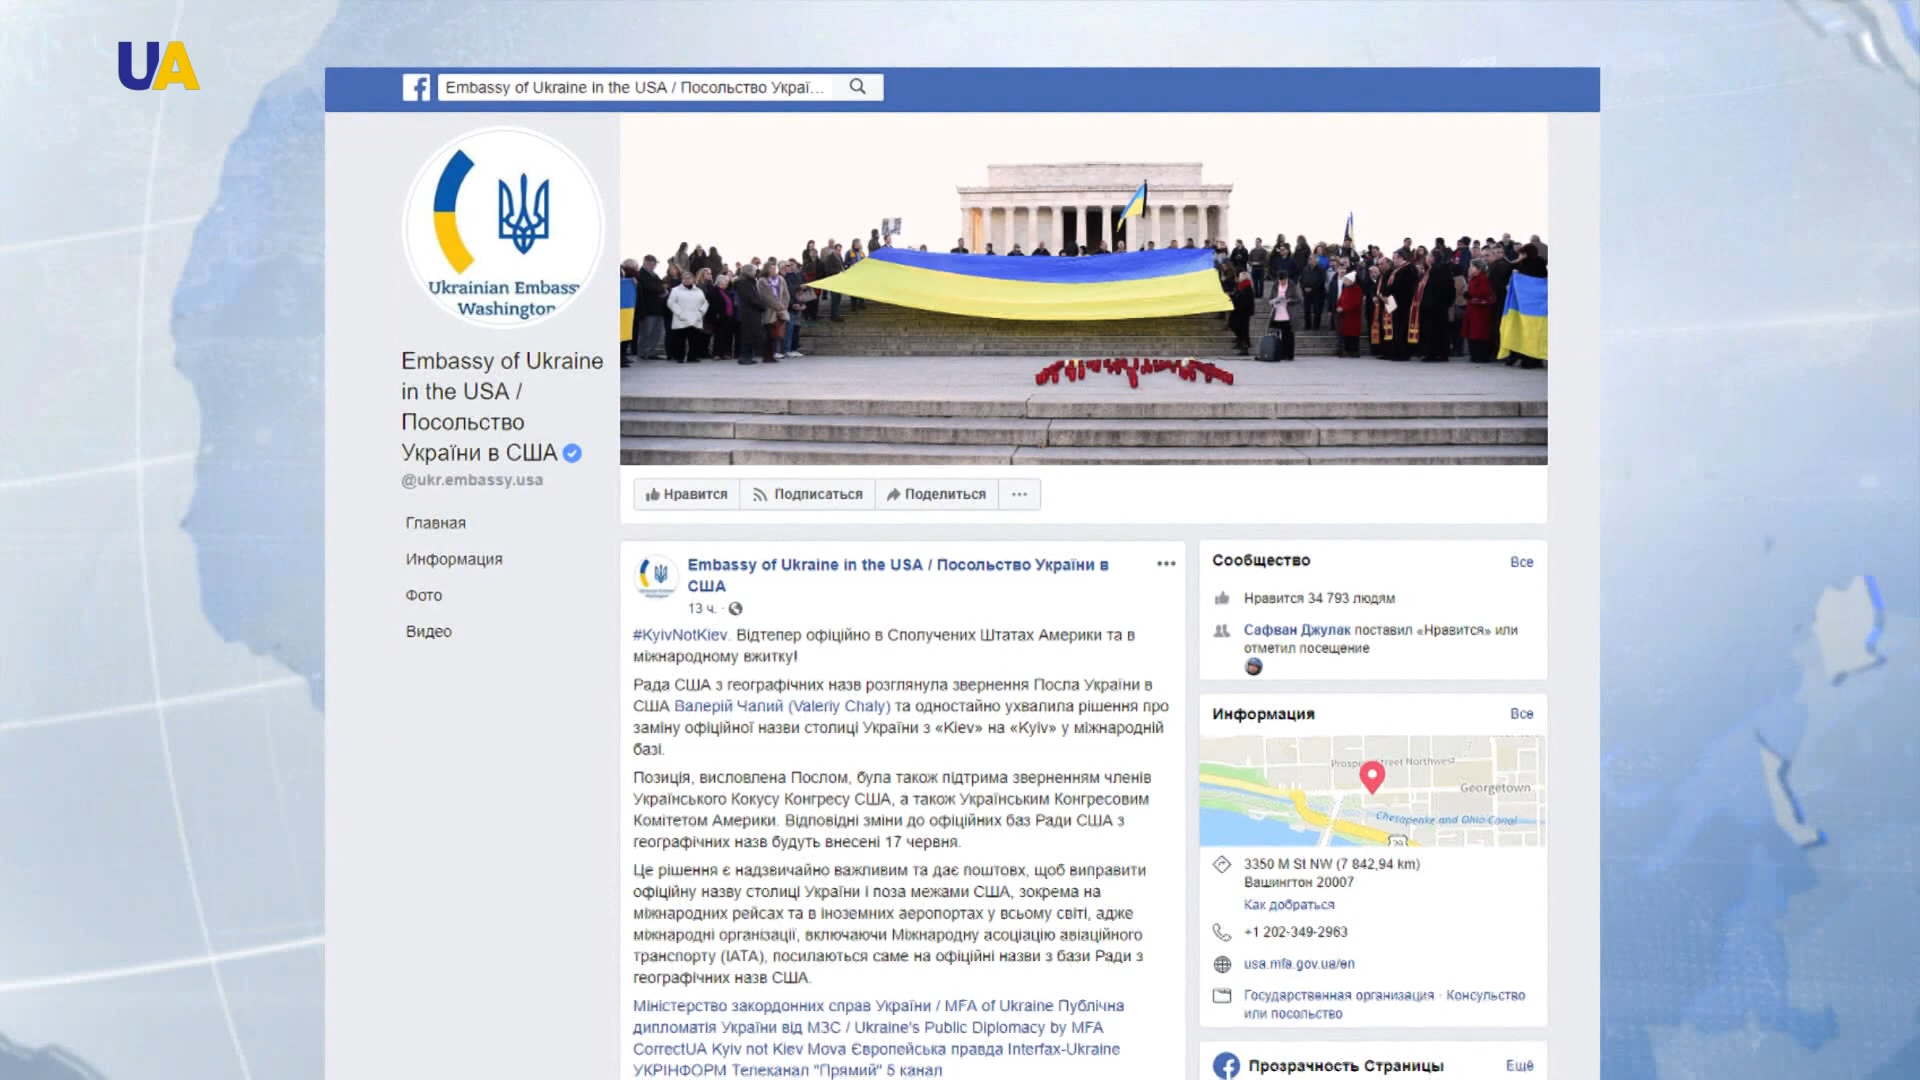 UA
Embassy of Ukraine in the USA / Посольство Украї...
Ukrainian Embass
Washington
Embassy of Ukraine
in the USA /
Посольство
України в США
@ukr.embassy.usa
Главная
Информация
Фото
Видео
Нравится
Подписаться
Поделиться
Embassy of Ukraine in the USA / Посольство України в
США
13 ч.
#KyivNotKiev. Відтепер офіційно в Сполучених Штатах Америки та в
міжнародному вжитку!
Рада США з географічних назв розглянула звернення Посла України в
США Валерій Чалий (Valeriy Chaly) та одностайно ухвалила рішення про
заміну офіційної назви столиці України з «Kiev» на «Kyiv» у міжнародній
базі.
Позиція, висловлена Послом, була також підтрима зверненням членів
Українського Кокусу Конгресу США, а також Українським Конгресовим
Комітетом Америки. Відповідні зміни до офіційних баз Ради США з
географічних назв будуть внесені 17 червня.
Це рішення є надзвичайно важливим та дає поштовх, щоб виправити
офіційну назву столиці України і поза межами США, зокрема на
міжнародних рейсах та в іноземних аеропортах у всьому світі, адже
міжнародні організації, включаючи Міжнародну асоціацію авіаційного
транспорту (IATA), посилаються саме на офіційні назви з бази Ради з
географічних назв США.
Міністерство закордонних справ України / MFA of Ukraine Публічна
дипломатія України від МЗС / Ukraine's Public Diplomacy by MFA
CorrectUA Kyiv not Kiev Mova Європейська правда Interfax-Ukraine
УКРІНФОРМ Телеканал "Прямий" 5 канал
Сообщество
Все
Нравится 34 793 людям
Сафван Джулак поставил «Нравится» или
отметил посещение
Информация
Все
Prospect Street Northwest
Georgetown
Chesapeake and Ohio Canal
29
3350 M St NW (7 842,94 km)
Вашингтон 20007
Как добраться
+1 202-349-2963
usa.mfa.gov.ua/en
Государственная организация · Консульство
или посольство
Прозрачность Страницы
Ещё